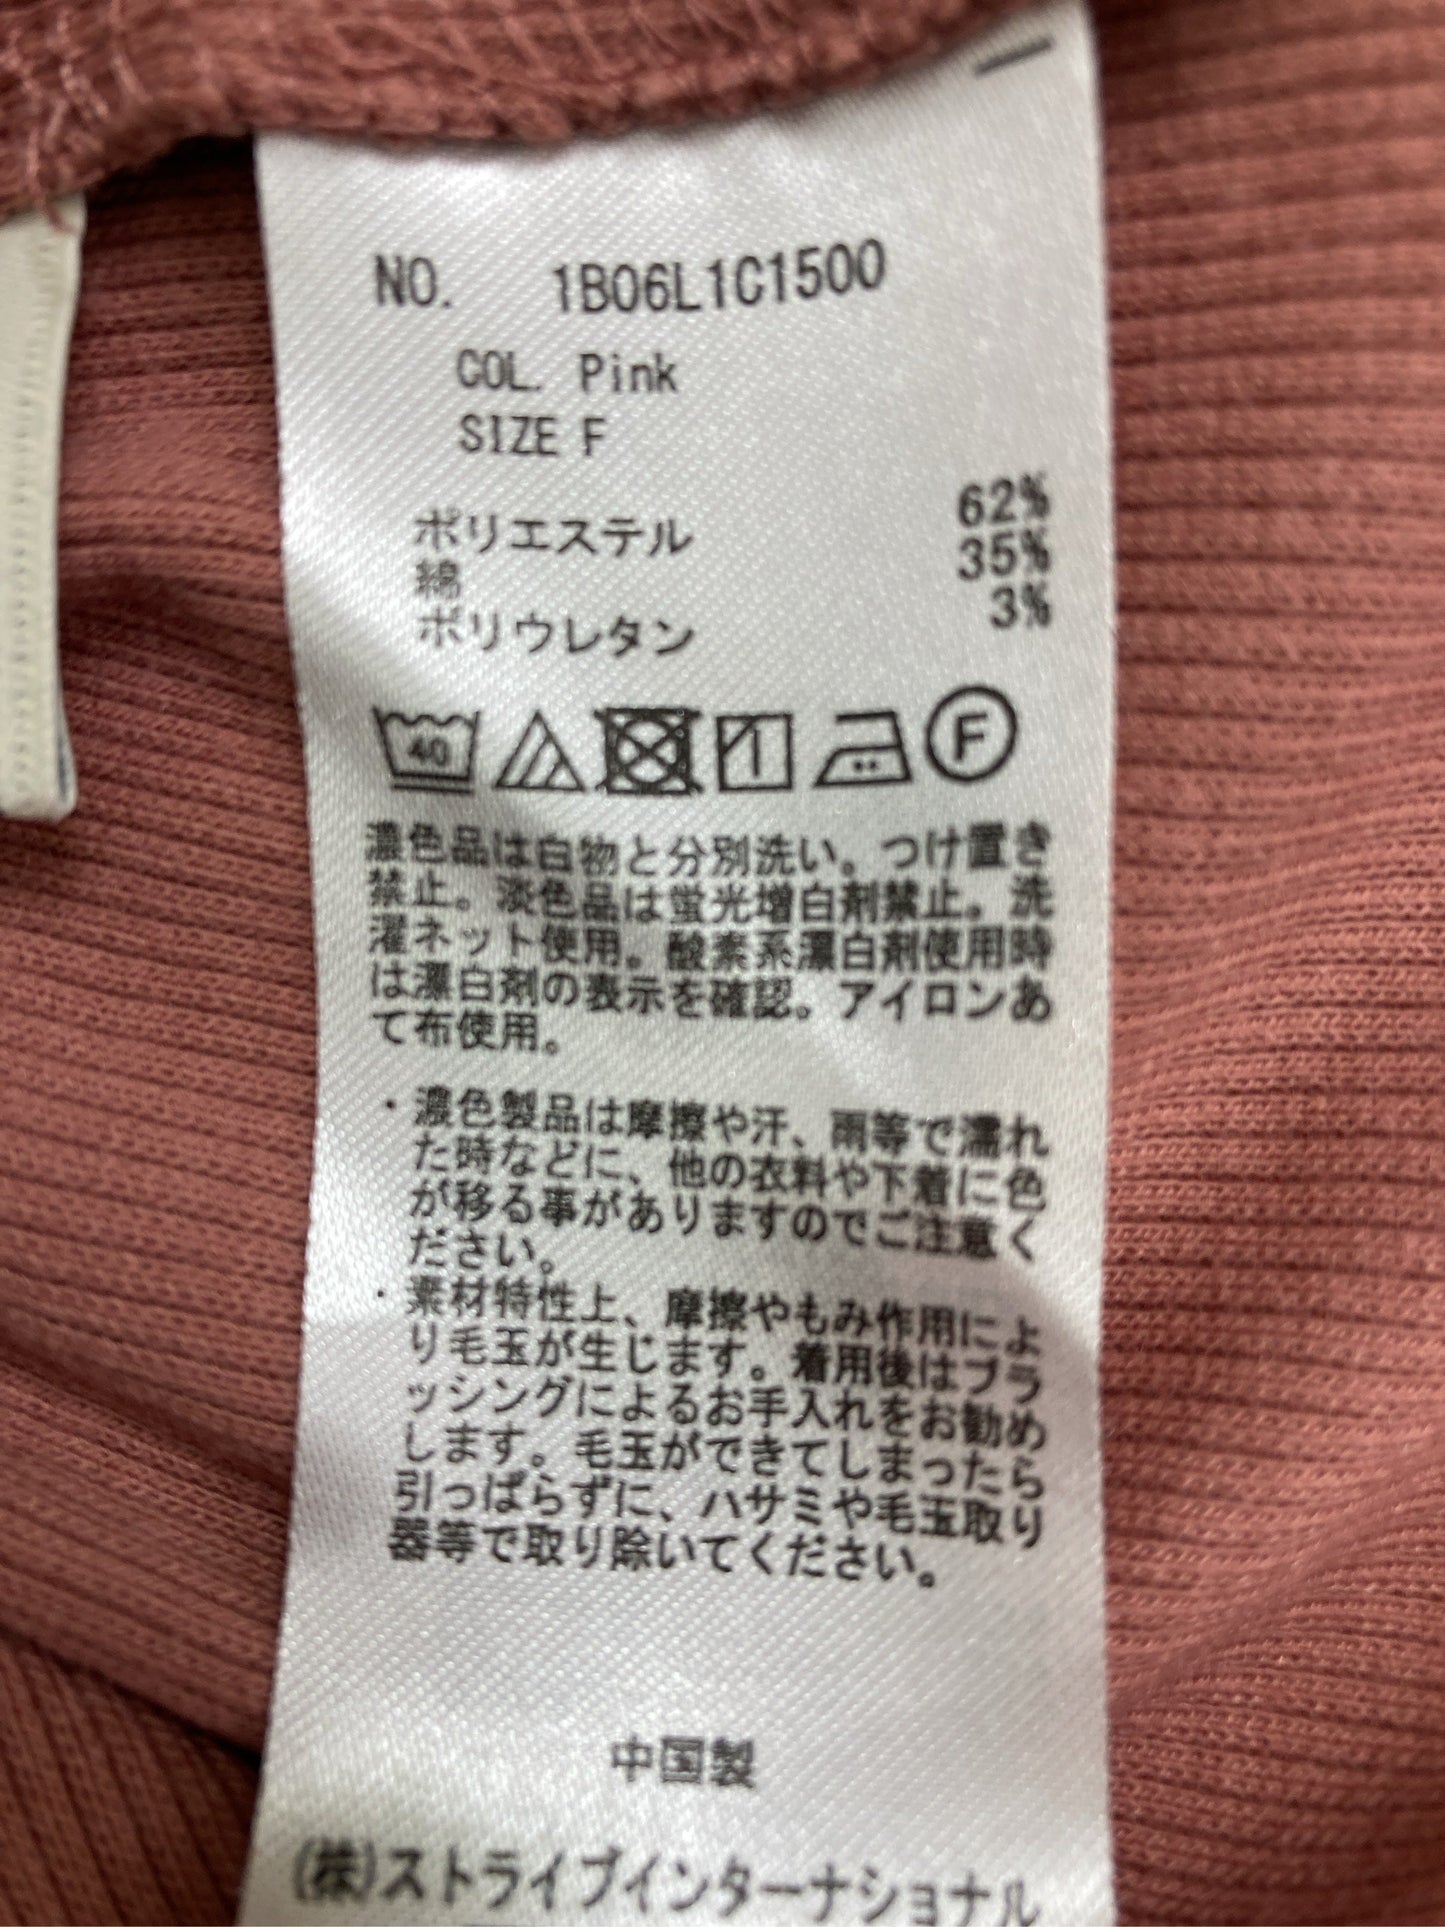 NO. 1B06L1C1500
COL. Pink
SIZE F
ポリエステル 62%
綿 35%
ポリウレタン 3%
40 F
濃色品は白物と分別洗い。つけ置き
禁止。淡色品は蛍光増白剤禁止。洗
濯ネット使用。酸素系漂白剤使用時
は漂白剤の表示を確認。アイロンあ
て布使用。
・濃色製品は摩擦や汗、雨等で濡れ
た時などに、他の衣料や下着に色
が移る事がありますのでご注意く
ださい。
・素材特性上、摩擦やもみ作用によ
り毛玉が生じます。着用後はブラ
ッシングによるお手入れをお勧め
します。毛玉ができてしまったら
引っぱらずに、ハサミや毛玉取り
器等で取り除いてください。
中国製
(株)ストライプインターナショナル